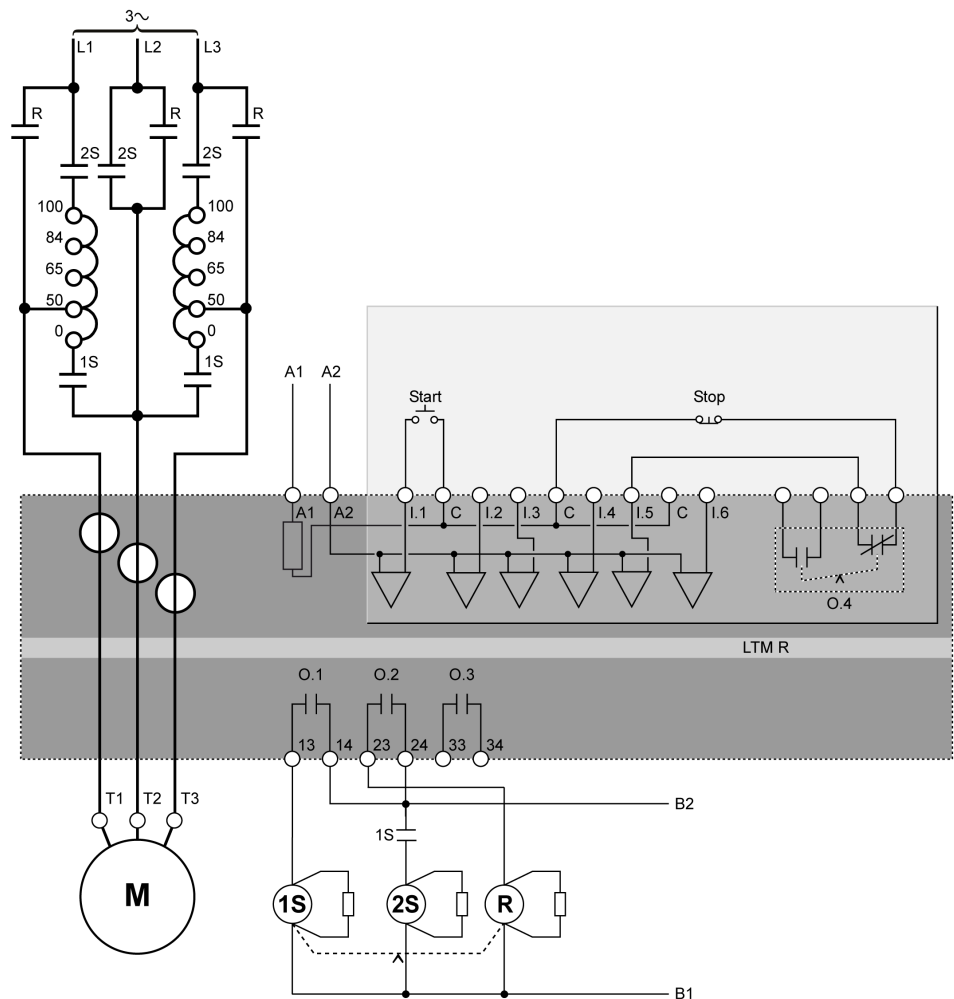 3∼
L1 L2 L3
R R R
2S 2S 2S
100 100
84 84
65 65
50 50
0 0
1S 1S
A1 A2
Start Stop
A1 A2 I.1 C I.2 I.3 C I.4 I.5 C I.6
O.4
LTM R
O.1 O.2 O.3
13 14 23 24 33 34
T1 T2 T3
B2
1S
M
1S 2S R
B1